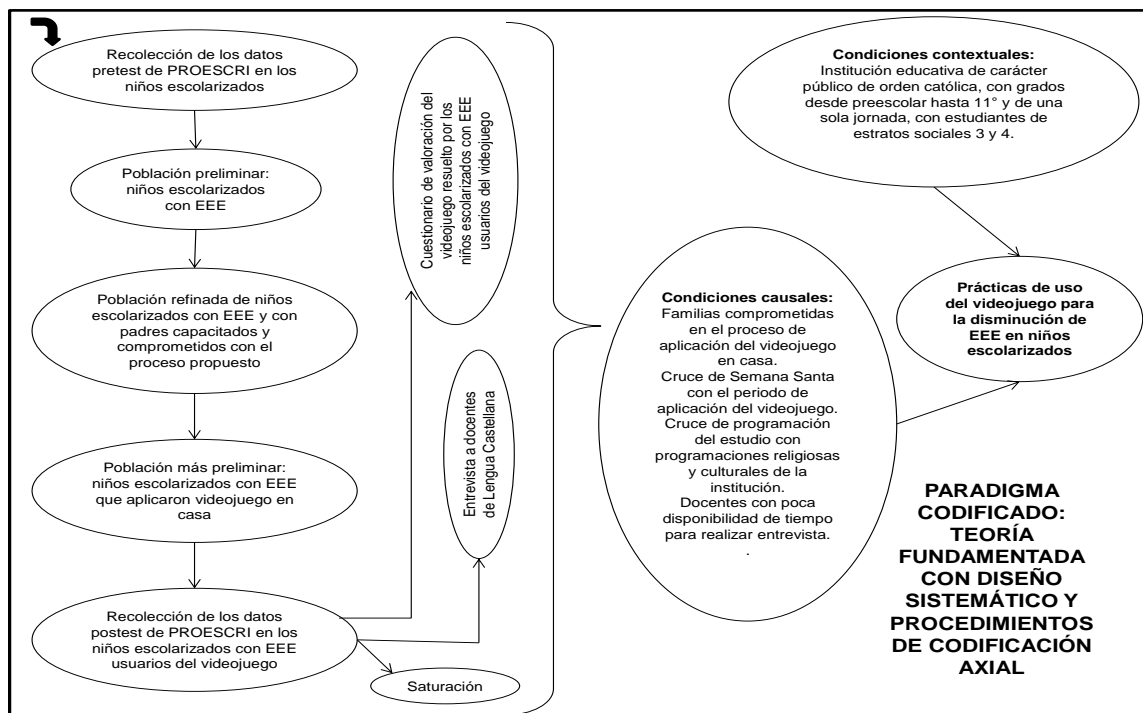 Recolección de los datos
pretest de PROESCRI en los
niños escolarizados
Población preliminar:
niños escolarizados
con EEE
Población refinada de niños
escolarizados con EEE y con
padres capacitados y
comprometidos con el
proceso propuesto
Población más preliminar:
niños escolarizados con EEE
que aplicaron videojuego en
casa
Recolección de los datos
postest de PROESCRI en los
niños escolarizados con EEE
usuarios del videojuego
Cuestionario de valoración del
videojuego resuelto por los
niños escolarizados con EEE
usuarios del videojuego
Entrevista a docentes
de Lengua Castellana
Saturación
Condiciones causales:
Familias comprometidas
en el proceso de
aplicación del videojuego
en casa.
Cruce de Semana Santa
con el periodo de
aplicación del videojuego.
Cruce de programación
del estudio con
programaciones religiosas
y culturales de la
institución.
Docentes con poca
disponibilidad de tiempo
para realizar entrevista.
.
Condiciones contextuales:
Institución educativa de carácter
público de orden católica, con grados
desde preescolar hasta 11° y de una
sola jornada, con estudiantes de
estratos sociales 3 y 4.
Prácticas de uso
del videojuego para
la disminución de
EEE en niños
escolarizados
PARADIGMA
CODIFICADO:
TEORÍA
FUNDAMENTADA
CON DISEÑO
SISTEMÁTICO Y
PROCEDIMIENTOS
DE CODIFICACIÓN
AXIAL